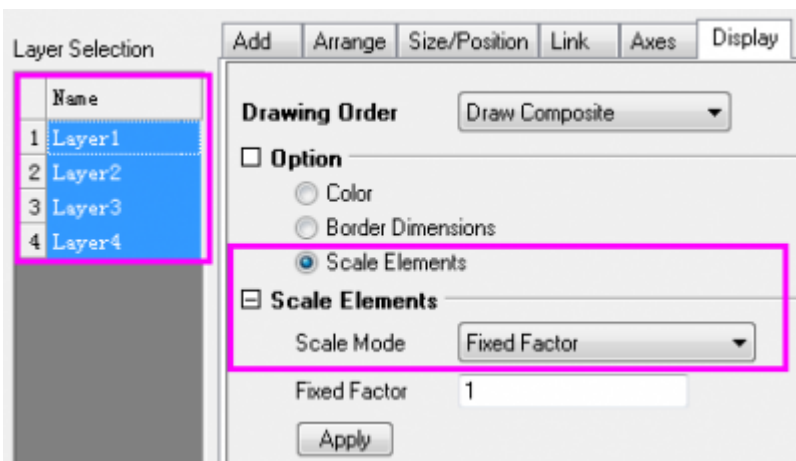 Layer Selection
Name
1 Layer1
2 Layer2
3 Layer3
4 Layer4
Add Arrange Size/Position Link Axes Display
Drawing Order Draw Composite
Option
Color
Border Dimensions
Scale Elements
Scale Elements
Scale Mode Fixed Factor
Fixed Factor 1
Apply